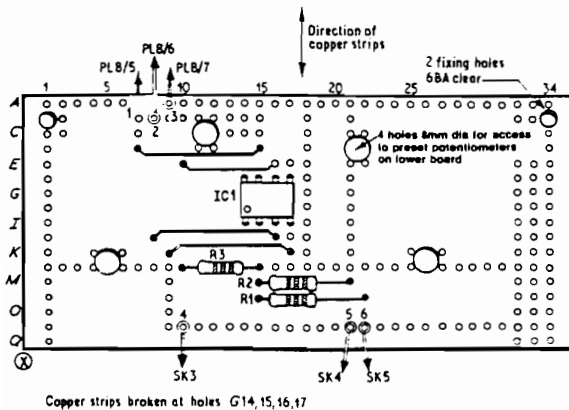 PL8/6
PL8/5
PL8/7
Direction of
copper strips
2 fixing holes
6BA clear
1 5 10 15 20 25 30 34
A
1
2
3
C
4 holes 8mm dia for access
to preset potentiometers
on lower board
E
G
IC1
I
K
R3
M
R2
R1
O
4
5 6
Q
X
SK3
SK4
SK5
Copper strips broken at holes G14,15,16,17